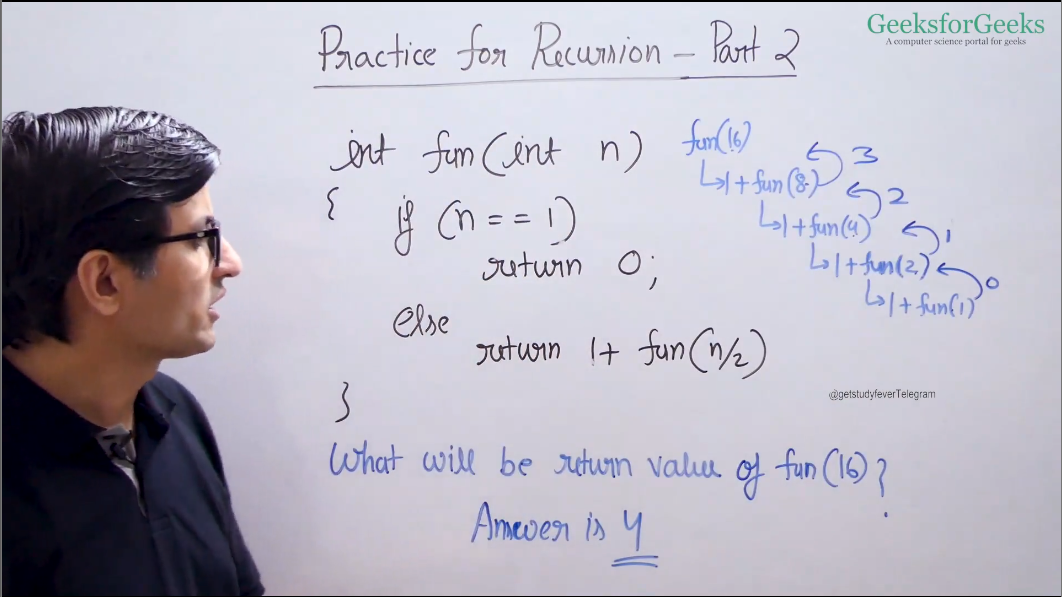 GeeksforGeeks
A computer science portal for geeks
Practice for Recursion - Part 2
int fun(int n)
{
if (n == 1)
return 0;
else
return 1+ fun(n/2)
}
fun(16)
1 + fun(8) 3
1 + fun(4) 2
1 + fun(2) 1
1 + fun(1) 0
@getstudyfeverTelegram
What will be return value of fun(16)?
Answer is 4